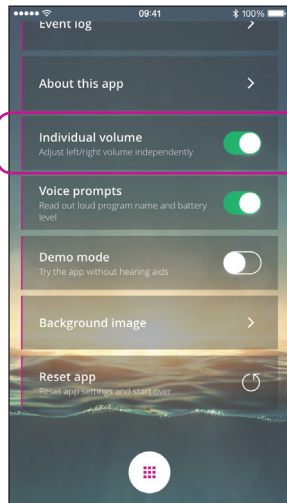 09:41
100%
Event log
About this app
Individual volume
Adjust left/right volume independently
Voice prompts
Read out loud program name and battery
level
Demo mode
Try the app without hearing aids
Background image
Reset app
Reset app settings and start over